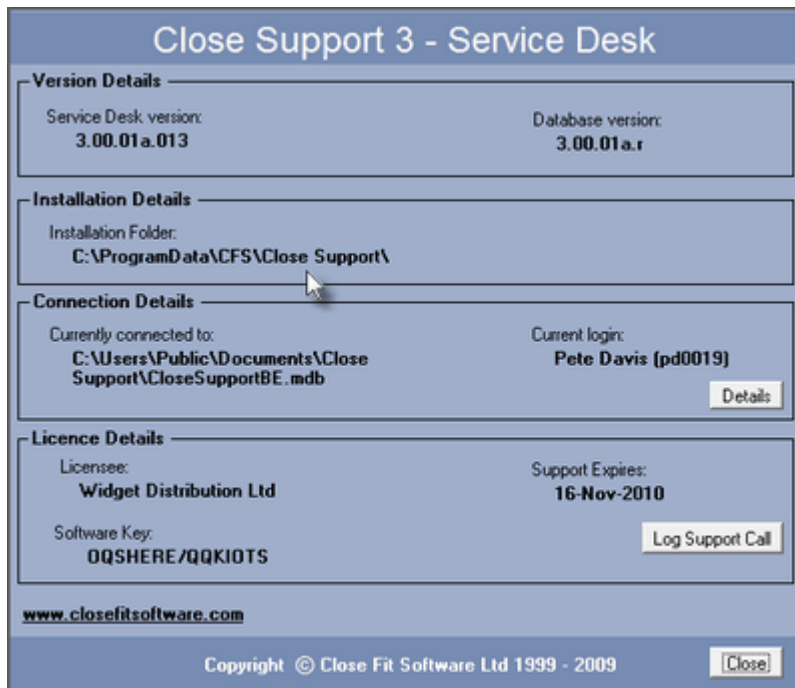 Close Support 3 - Service Desk
Version Details
Service Desk version:
3.00.01a.013
Database version:
3.00.01a.r
Installation Details
Installation Folder:
C:\ProgramData\CFS\Close Support\
Connection Details
Currently connected to:
C:\Users\Public\Documents\Close
Support\CloseSupportBE.mdb
Current login:
Pete Davis (pd0019)
Details
Licence Details
Licensee:
Widget Distribution Ltd
Support Expires:
16-Nov-2010
Software Key:
OQSHERE/QQKIOTS
Log Support Call
www.closefitsoftware.com
Copyright © Close Fit Software Ltd 1999 - 2009
Close